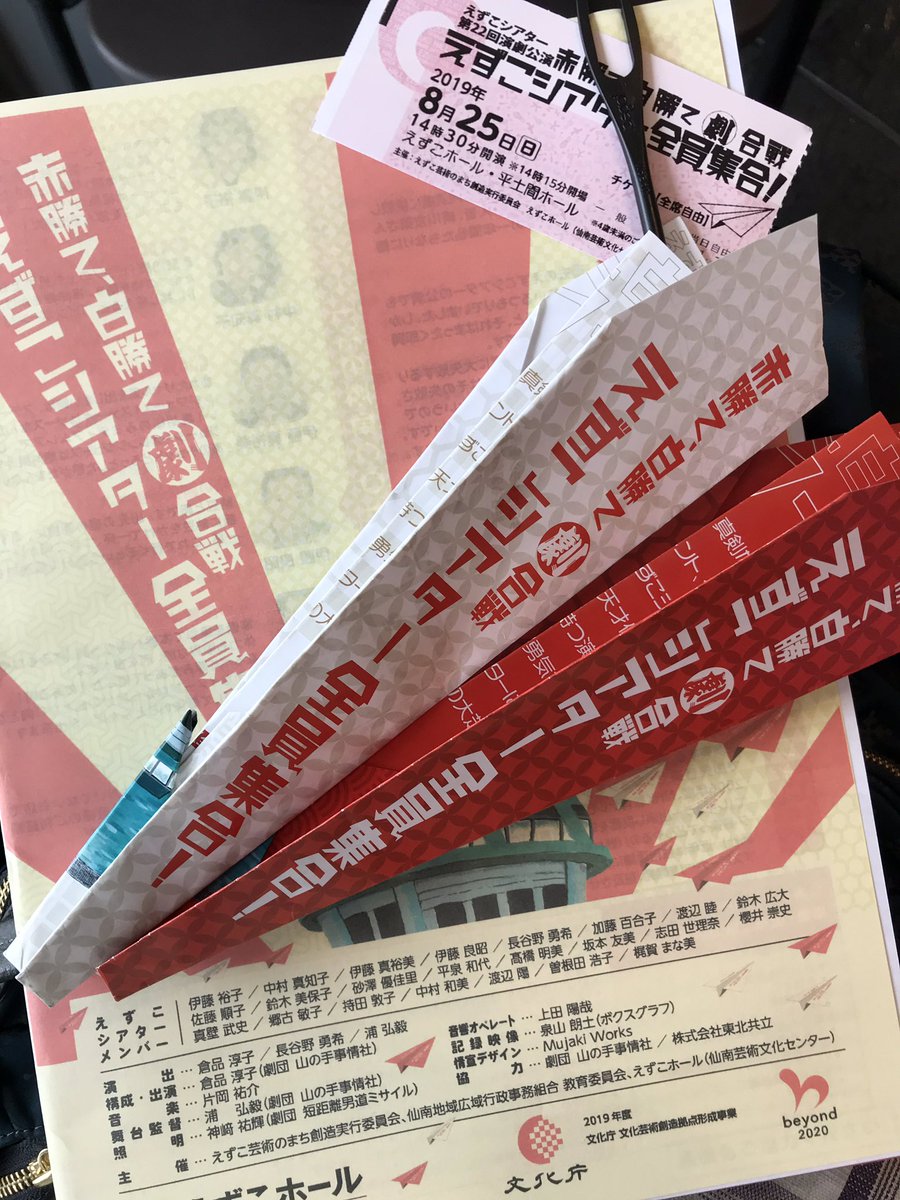 えずこシアター
第22回演劇公演 赤勝て 白勝て 劇 合戦
えずこシアター全員集合！
2019年
8月25日日
14時30分開演 ※14時15分開場
えずこホール・平土間ホール
一般
【全席自由】
主催：えずこ芸術のまち創造実行委員会 えずこホール
赤勝て、白勝て 劇 合戦
えずこシアター全員
赤勝て、白勝て 劇 合戦
えずこシアター全員集合！
勝て、白勝て 劇 合戦
えずこシアター全員集合！
えずこ
シアター
メンバー
伊藤 裕子／中村 真知子／伊藤 真裕美／伊藤 良昭／長谷野 勇希／加藤 百合子／渡辺 睦／鈴木 広大
佐藤 順子／鈴木 美保子／砂澤 優佳里／平泉 和代／髙橋 明美／坂本 友美／志田 世理奈／櫻井 崇史
真壁 武史／郷古 敏子／持田 敦子／中村 和美／渡辺 陽／曽根田 浩子／梶賀 まな美
演出…倉品 淳子／長谷野 勇希／浦 弘毅
構成・出演…倉品 淳子(劇団 山の手事情社)
音楽…片岡 祐介
舞台監督…浦 弘毅(劇団 山の手事情社)
照明…神﨑 祐輝(劇団 短距離男道ミサイル)
音響オペレート…上田 陽哉
記録映像…泉山 朗土(ボクスグラフ)
情宣デザイン…Mujaki Works
協力…劇団 山の手事情社／株式会社東北共立
主催…えずこ芸術のまち創造実行委員会、仙南地域広域行政事務組合 教育委員会、えずこホール(仙南芸術文化センター)
えずこホール
文化庁
2019年度
文化庁 文化芸術創造拠点形成事業
beyond
2020